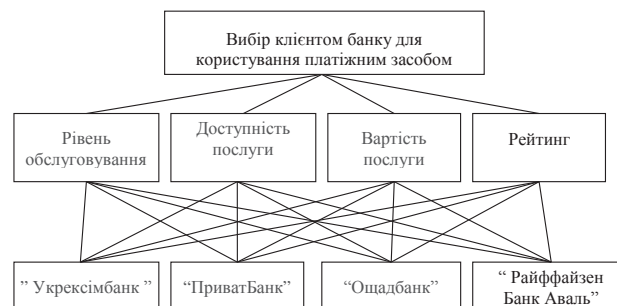 Вибір клієнтом банку для
користування платіжним засобом
Рівень
обслуговування
Доступність
послуги
Вартість
послуги
Рейтинг
” Укрексімбанк ”
“ПриватБанк”
“Ощадбанк”
“ Райффайзен
Банк Аваль”